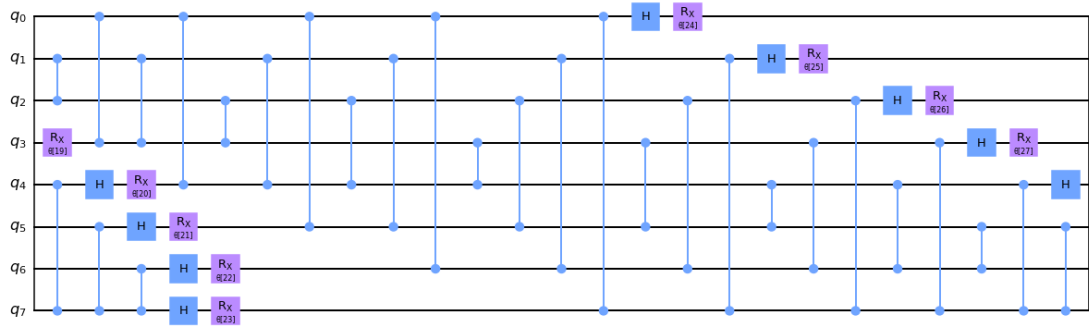 q0 H RX θ[24]
q1 H RX θ[25]
q2 H RX θ[26]
q3 RX θ[19] H RX θ[27]
q4 H RX θ[20] H
q5 H RX θ[21]
q6 H RX θ[22]
q7 H RX θ[23]